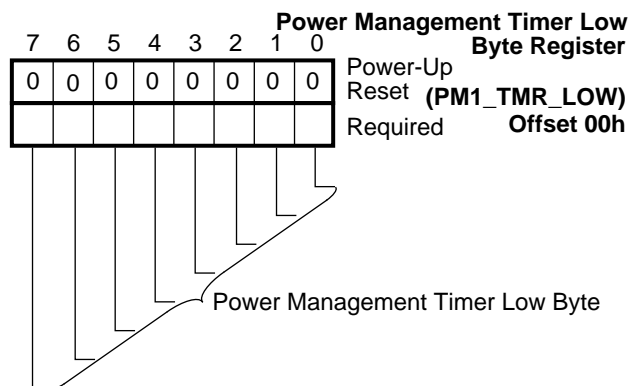 Power Management Timer Low
Byte Register
7 6 5 4 3 2 1 0
0 0 0 0 0 0 0 0
Power-Up
Reset
(PM1_TMR_LOW)
Required
Offset 00h
Power Management Timer Low Byte